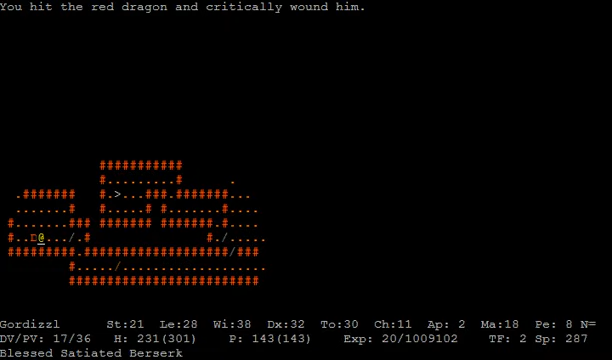 You hit the red dragon and critically wound him.
###########
#.........# .
.####### #.>...###.#######...
.......# #.....# #.......#....
#.......### ####### #######.#....
#..D@.../.# #./.....
#########.####################/###
#...../.....................
###########################
Gordizzl St:21 Le:28 Wi:38 Dx:32 To:30 Ch:11 Ap: 2 Ma:18 Pe: 8 N=
DV/PV: 17/36 H: 231(301) P: 143(143) Exp: 20/1009102 TF: 2 Sp: 287
Blessed Satiated Berserk